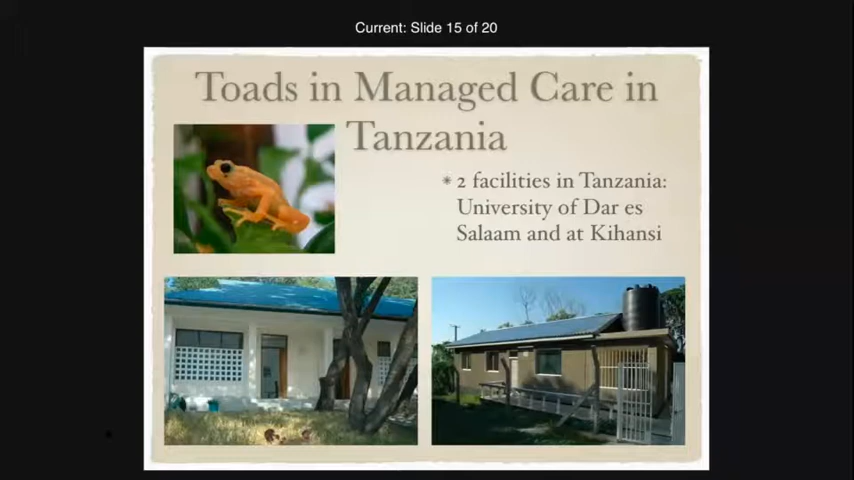 Current: Slide 15 of 20
Toads in Managed Care in
Tanzania
* 2 facilities in Tanzania:
University of Dar es
Salaam and at Kihansi